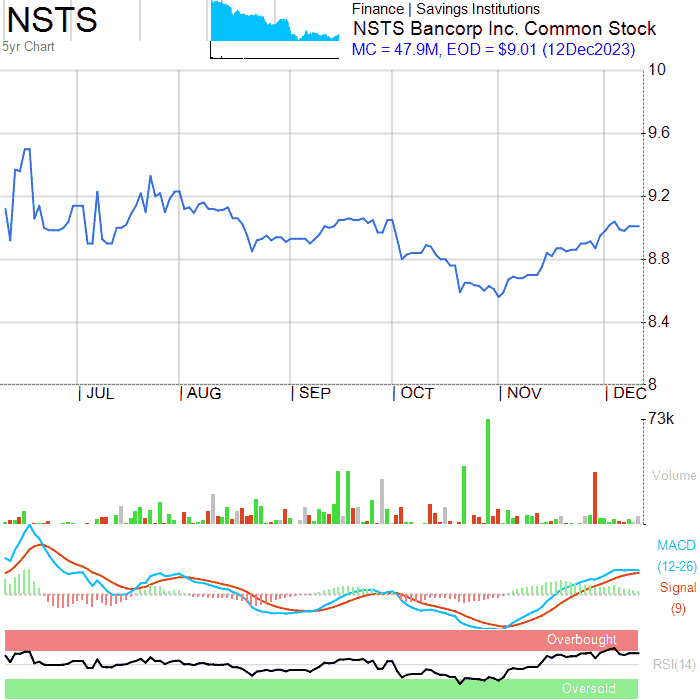 NSTS
5yr Chart
Finance | Savings Institutions
NSTS Bancorp Inc. Common Stock
MC = 47.9M, EOD = $9.01 (12Dec2023)
10
9.6
9.2
8.8
8.4
8
| JUL | AUG | SEP | OCT | NOV | DEC
73k
Volume
MACD
(12-26)
Signal
(9)
Overbought
RSI(14)
Oversold